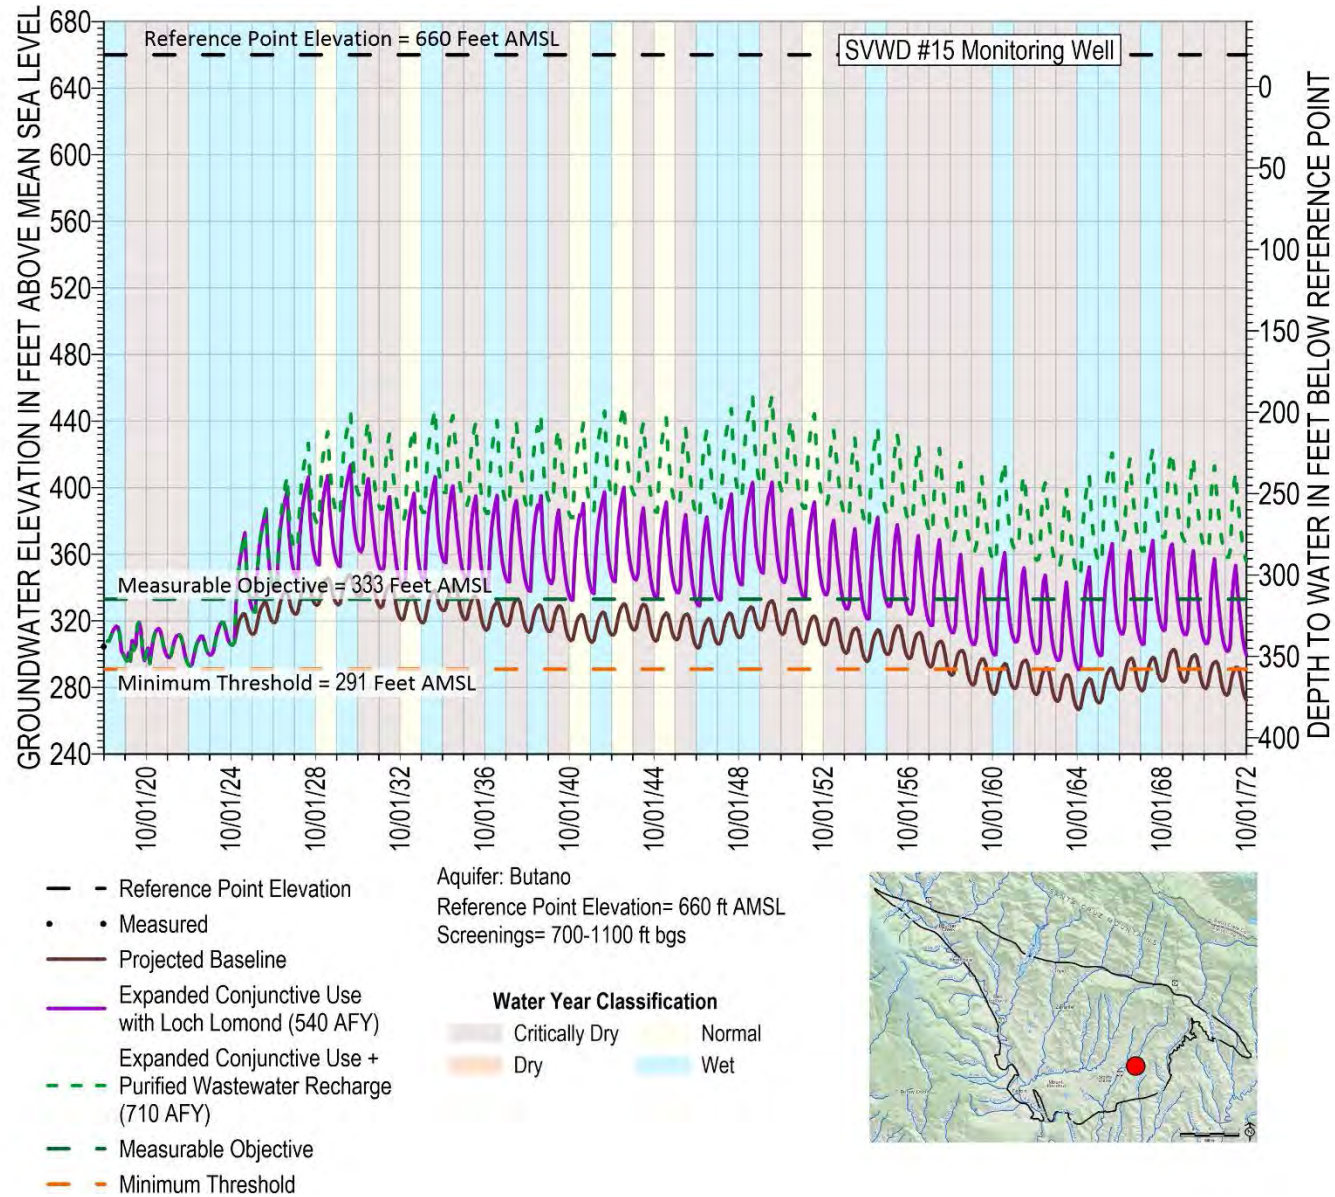 GROUNDWATER ELEVATION IN FEET ABOVE MEAN SEA LEVEL
680
640
600
560
520
480
440
400
360
320
280
240
Reference Point Elevation = 660 Feet AMSL
SVWD #15 Monitoring Well
Measurable Objective = 333 Feet AMSL
Minimum Threshold = 291 Feet AMSL
0
50
100
150
200
250
300
350
400
DEPTH TO WATER IN FEET BELOW REFERENCE POINT
10/01/20
10/01/24
10/01/28
10/01/32
10/01/36
10/01/40
10/01/44
10/01/48
10/01/52
10/01/56
10/01/60
10/01/64
10/01/68
10/01/72
Reference Point Elevation
Measured
Projected Baseline
Expanded Conjunctive Use
with Loch Lomond (540 AFY)
Expanded Conjunctive Use +
Purified Wastewater Recharge
(710 AFY)
Measurable Objective
Minimum Threshold
Aquifer: Butano
Reference Point Elevation= 660 ft AMSL
Screenings= 700-1100 ft bgs
Water Year Classification
Critically Dry
Normal
Dry
Wet